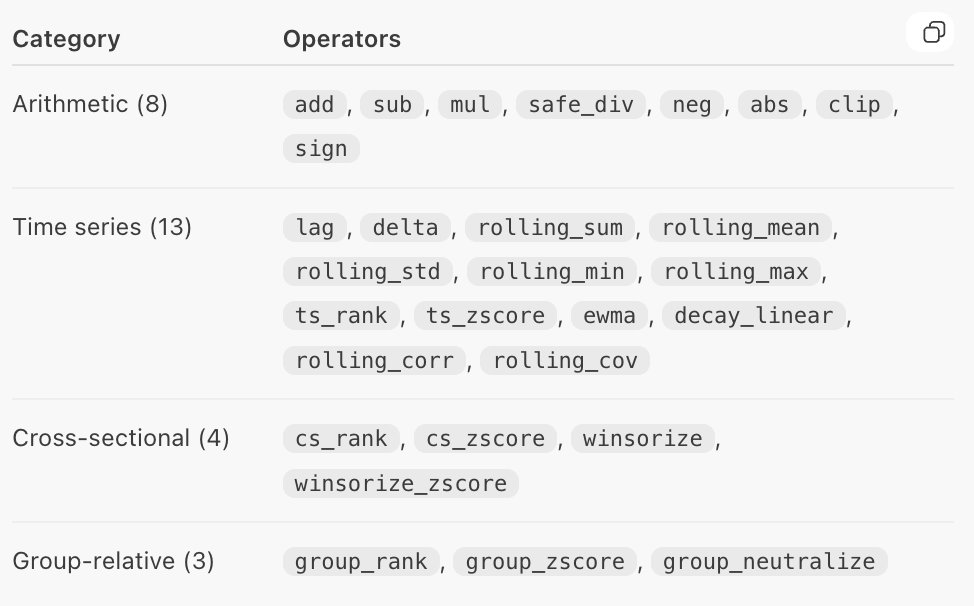 Category Operators
Arithmetic (8) add, sub, mul, safe_div, neg, abs, clip,
sign
Time series (13) lag, delta, rolling_sum, rolling_mean,
rolling_std, rolling_min, rolling_max,
ts_rank, ts_zscore, ewma, decay_linear,
rolling_corr, rolling_cov
Cross-sectional (4) cs_rank, cs_zscore, winsorize,
winsorize_zscore
Group-relative (3) group_rank, group_zscore, group_neutralize